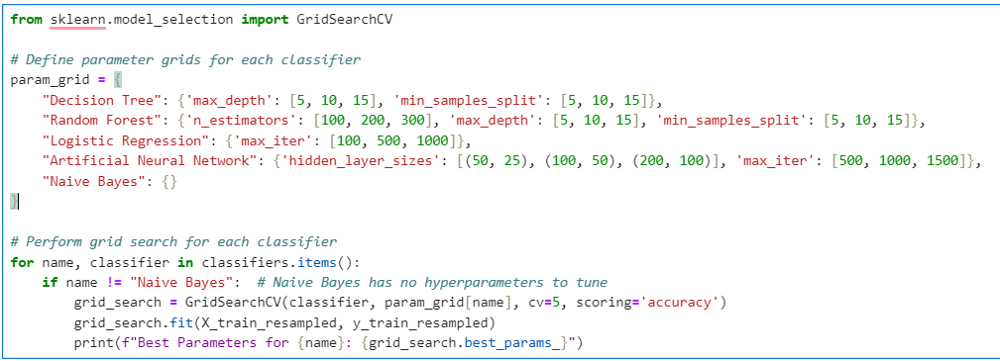 from sklearn.model_selection import GridSearchCV
# Define parameter grids for each classifier
param_grid = {
    "Decision Tree": {'max_depth': [5, 10, 15], 'min_samples_split': [5, 10, 15]},
    "Random Forest": {'n_estimators': [100, 200, 300], 'max_depth': [5, 10, 15], 'min_samples_split': [5, 10, 15]},
    "Logistic Regression": {'max_iter': [100, 500, 1000]},
    "Artificial Neural Network": {'hidden_layer_sizes': [(50, 25), (100, 50), (200, 100)], 'max_iter': [500, 1000, 1500]},
    "Naive Bayes": {}
}
# Perform grid search for each classifier
for name, classifier in classifiers.items():
    if name != "Naive Bayes":  # Naive Bayes has no hyperparameters to tune
        grid_search = GridSearchCV(classifier, param_grid[name], cv=5, scoring='accuracy')
        grid_search.fit(X_train_resampled, y_train_resampled)
        print(f"Best Parameters for {name}: {grid_search.best_params_}")